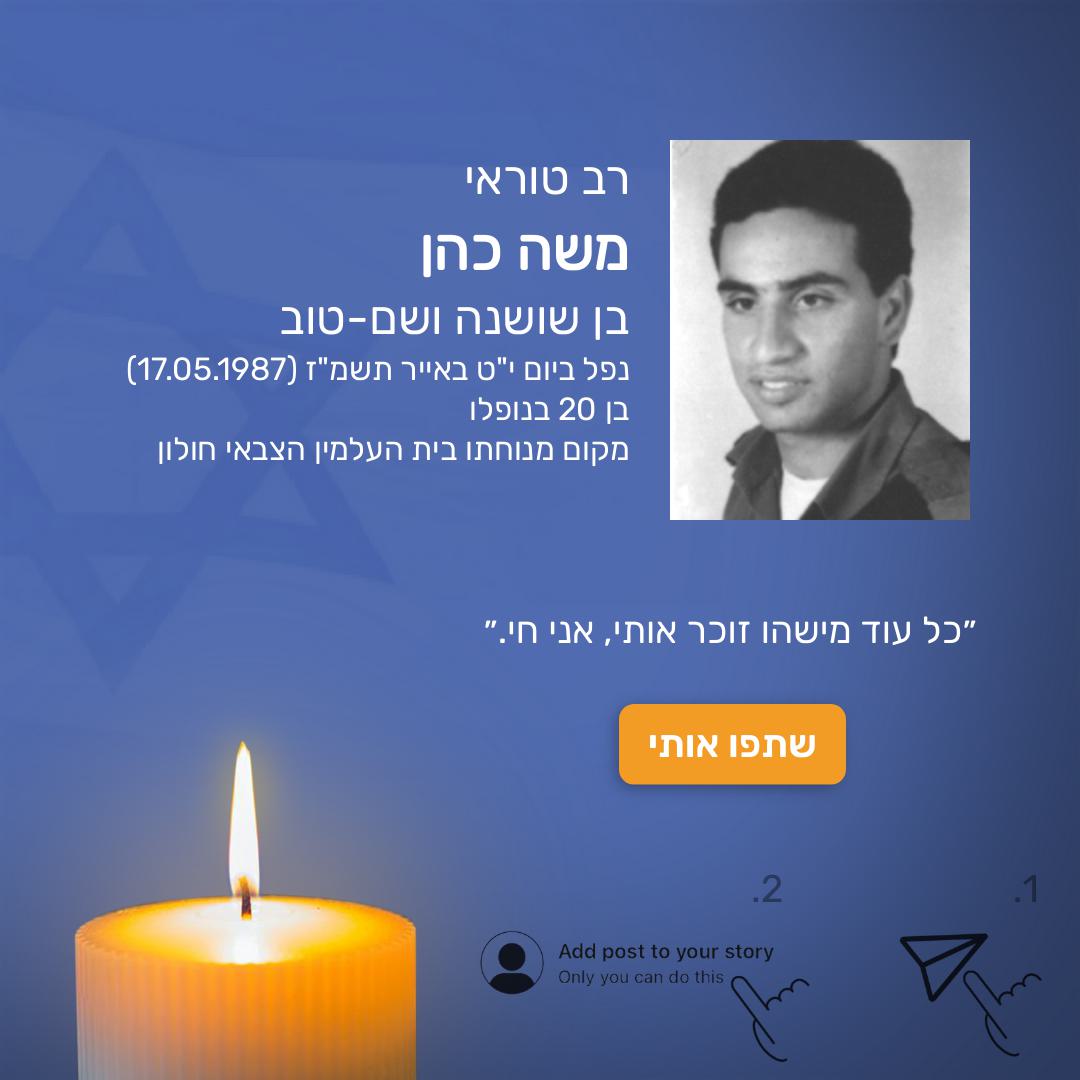 רב טוראי
משה כהן
בן שושנה ושם-טוב
נפל ביום י"ט באייר תשמ"ז (17.05.1987)
בן 20 בנופלו
מקום מנוחתו בית העלמין הצבאי חולון
״כל עוד מישהו זוכר אותי, אני חי.״
שתפו אותי
.1
.2
Add post to your story
Only you can do this